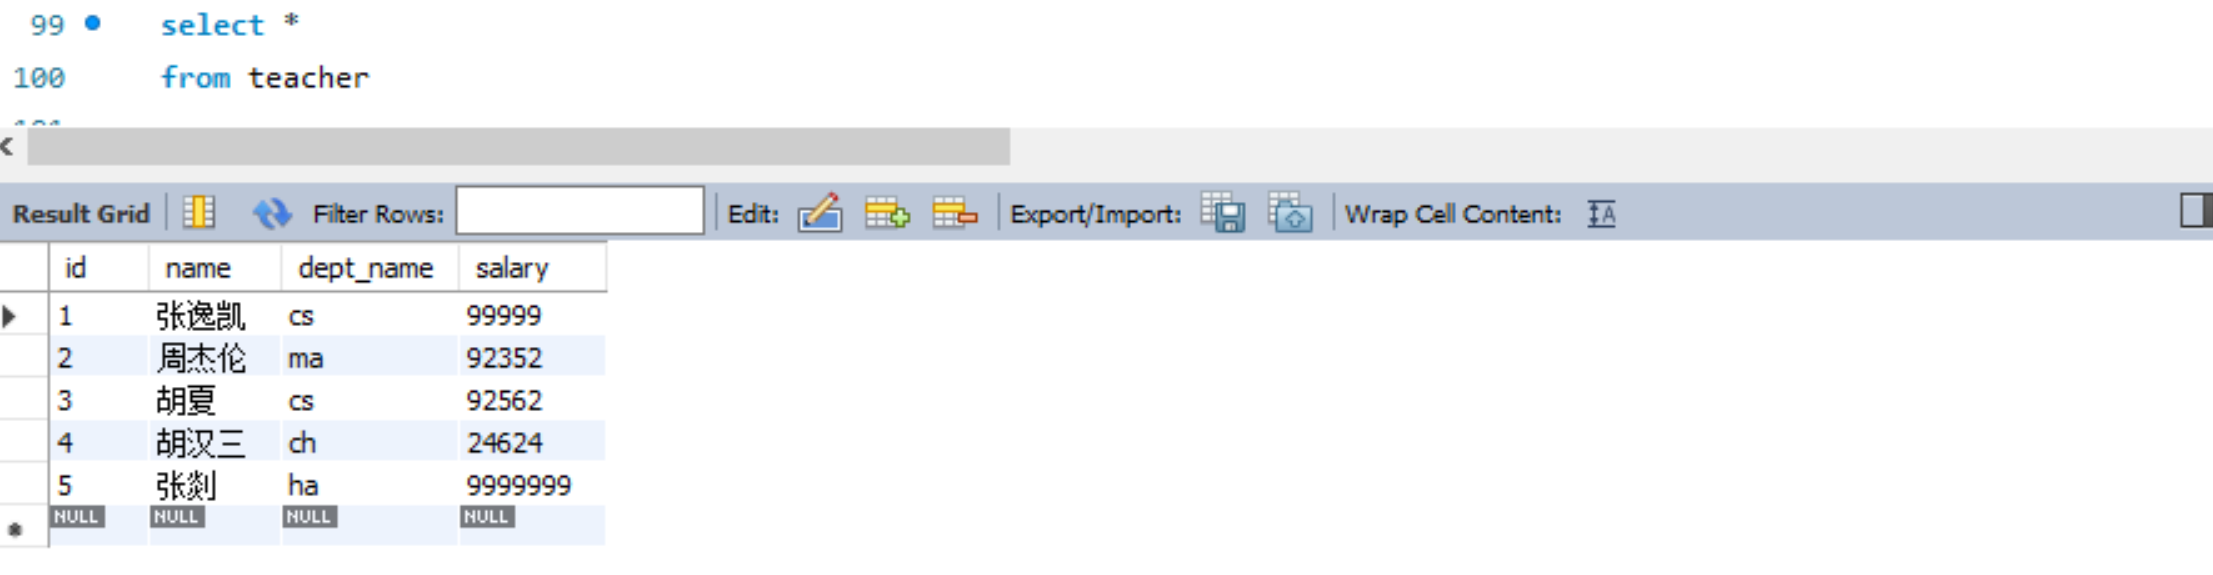 99 select *
100 from teacher
Result Grid Filter Rows: Edit: Export/Import: Wrap Cell Content: IA
id name dept_name salary
1 张逸凯 cs 99999
2 周杰伦 ma 92352
3 胡夏 cs 92562
4 胡汉三 ch 24624
5 张剡 ha 9999999
NULL NULL NULL NULL